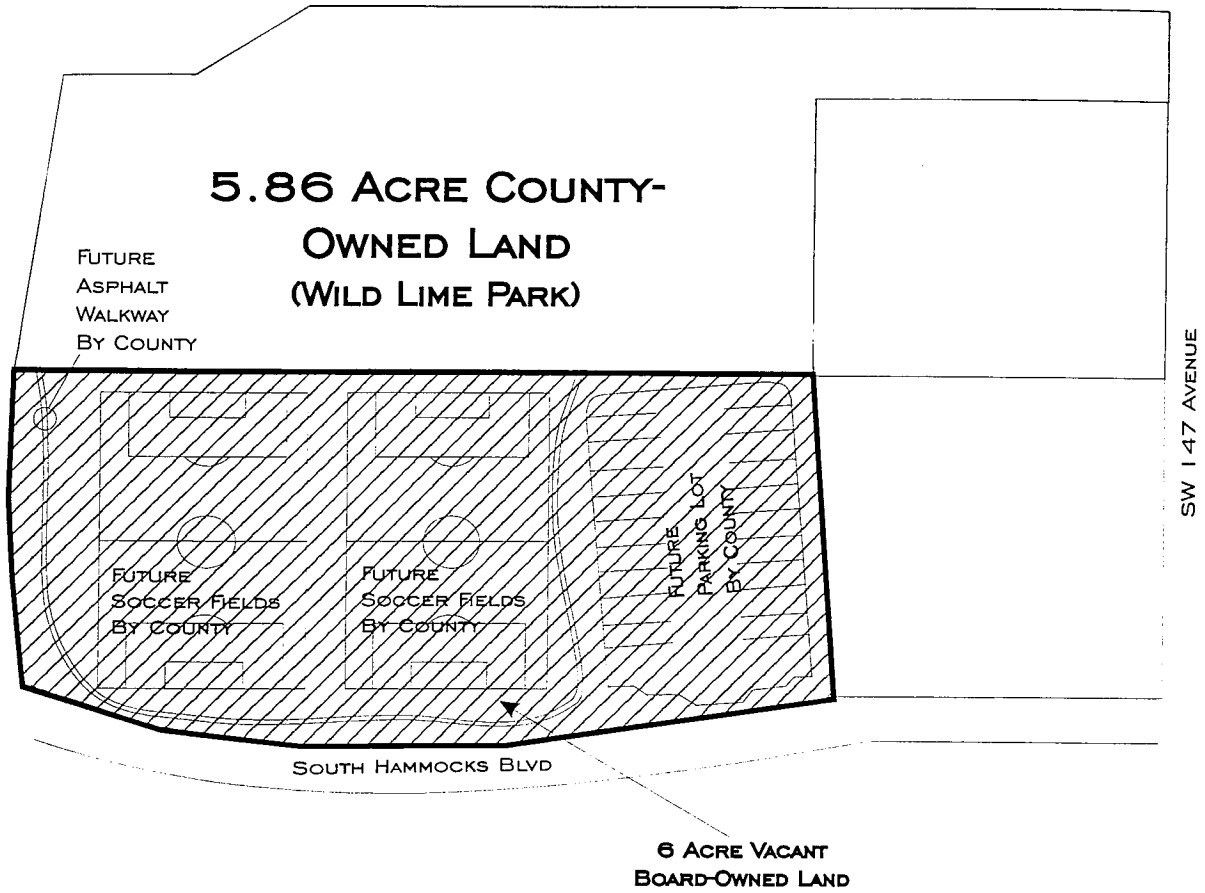 5.86 ACRE COUNTY-
OWNED LAND
(WILD LIME PARK)
FUTURE
ASPHALT
WALKWAY
BY COUNTY
SW 147 AVENUE
FUTURE
SOCCER FIELDS
BY COUNTY
FUTURE
SOCCER FIELDS
BY COUNTY
FUTURE
PARKING LOT
BY COUNTY
SOUTH HAMMOCKS BLVD
6 ACRE VACANT
BOARD-OWNED LAND